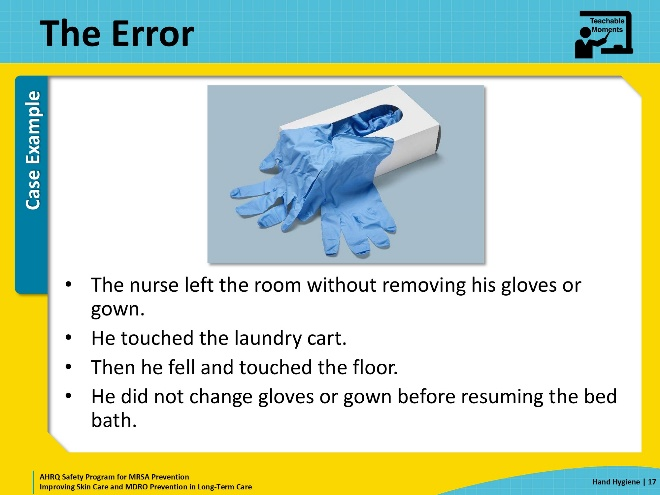 The Error
Teachable
Moments
Case Example
• The nurse left the room without removing his gloves or
gown.
• He touched the laundry cart.
• Then he fell and touched the floor.
• He did not change gloves or gown before resuming the bed
bath.
AHRQ Safety Program for MRSA Prevention
Improving Skin Care and MDRO Prevention in Long-Term Care
Hand Hygiene | 17